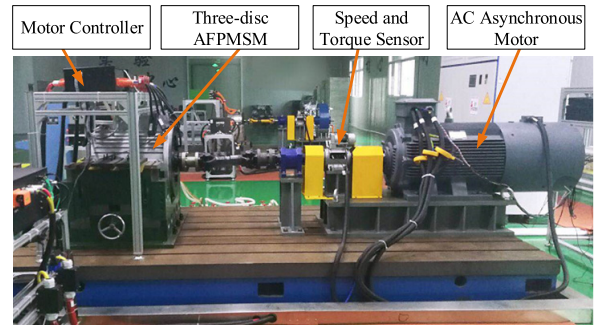 Motor Controller
Three-disc
AFPMSM
Speed and
Torque Sensor
AC Asynchronous
Motor